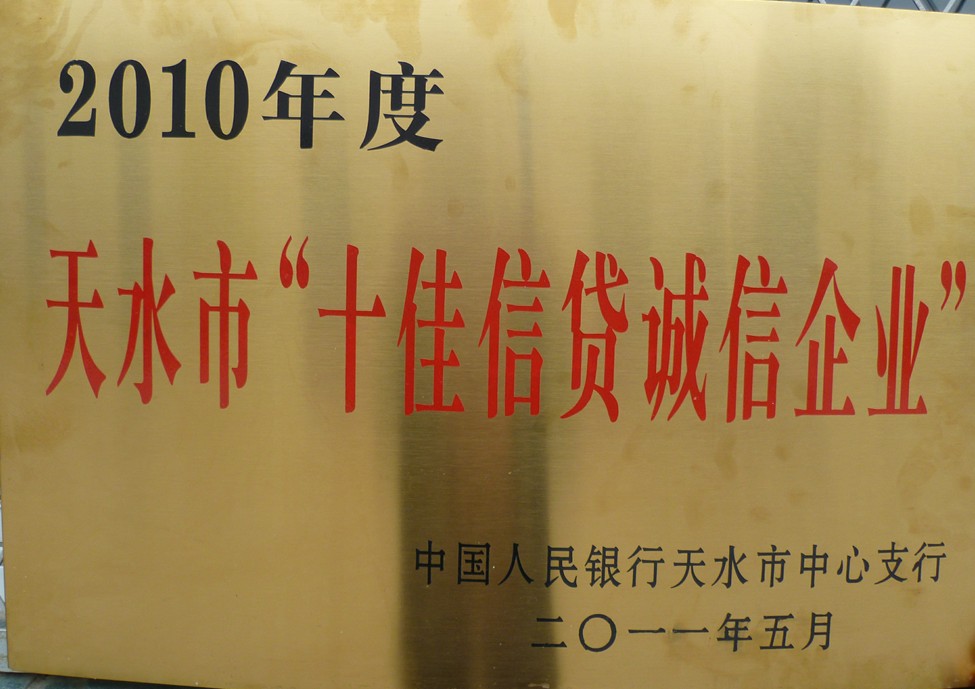 2010年度
天水市“十佳信贷诚信企业”
中国人民银行天水市中心支行
二〇一一年五月